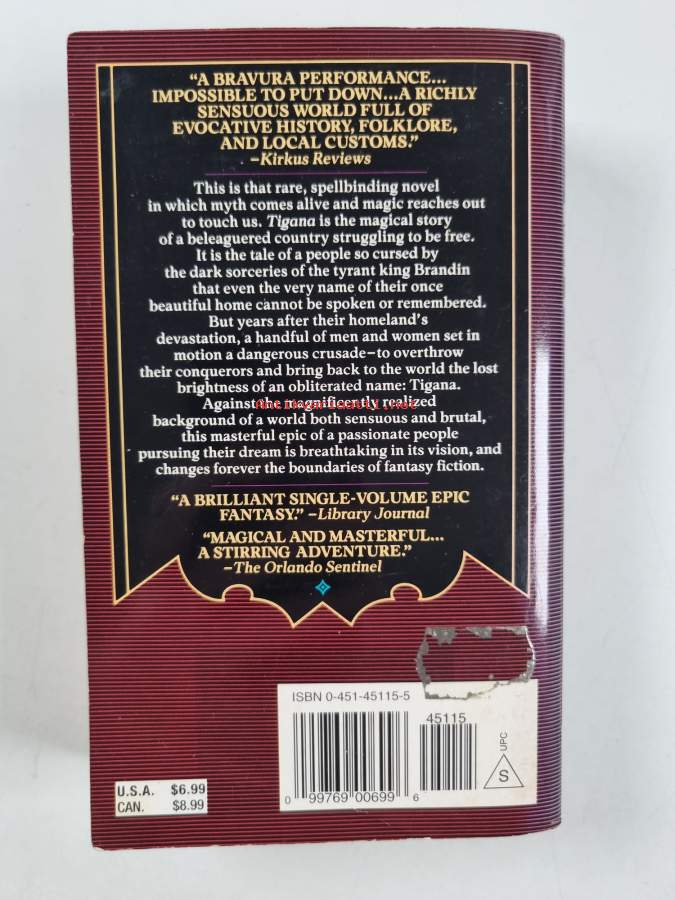 “A BRAVURA PERFORMANCE...
IMPOSSIBLE TO PUT DOWN...A RICHLY
SENSUOUS WORLD FULL OF
EVOCATIVE HISTORY, FOLKLORE,
AND LOCAL CUSTOMS.”
–Kirkus Reviews
This is that rare, spellbinding novel
in which myth comes alive and magic reaches out
to touch us. Tigana is the magical story
of a beleaguered country struggling to be free.
It is the tale of a people so cursed by
the dark sorceries of the tyrant king Brandin
that even the very name of their once
beautiful home cannot be spoken or remembered.
But years after their homeland’s
devastation, a handful of men and women set in
motion a dangerous crusade–to overthrow
their conquerors and bring back to the world the lost
brightness of an obliterated name: Tigana.
Against the magnificently realized
Antikvariaatti.net
background of a world both sensuous and brutal,
this masterful epic of a passionate people
pursuing their dream is breathtaking in its vision, and
changes forever the boundaries of fantasy fiction.
“A BRILLIANT SINGLE-VOLUME EPIC
FANTASY.” –Library Journal
“MAGICAL AND MASTERFUL...
A STIRRING ADVENTURE.”
–The Orlando Sentinel
ISBN 0-451-45115-5
45115
UPC
S
0 99769 00699 6
U.S.A. $6.99
CAN. $8.99